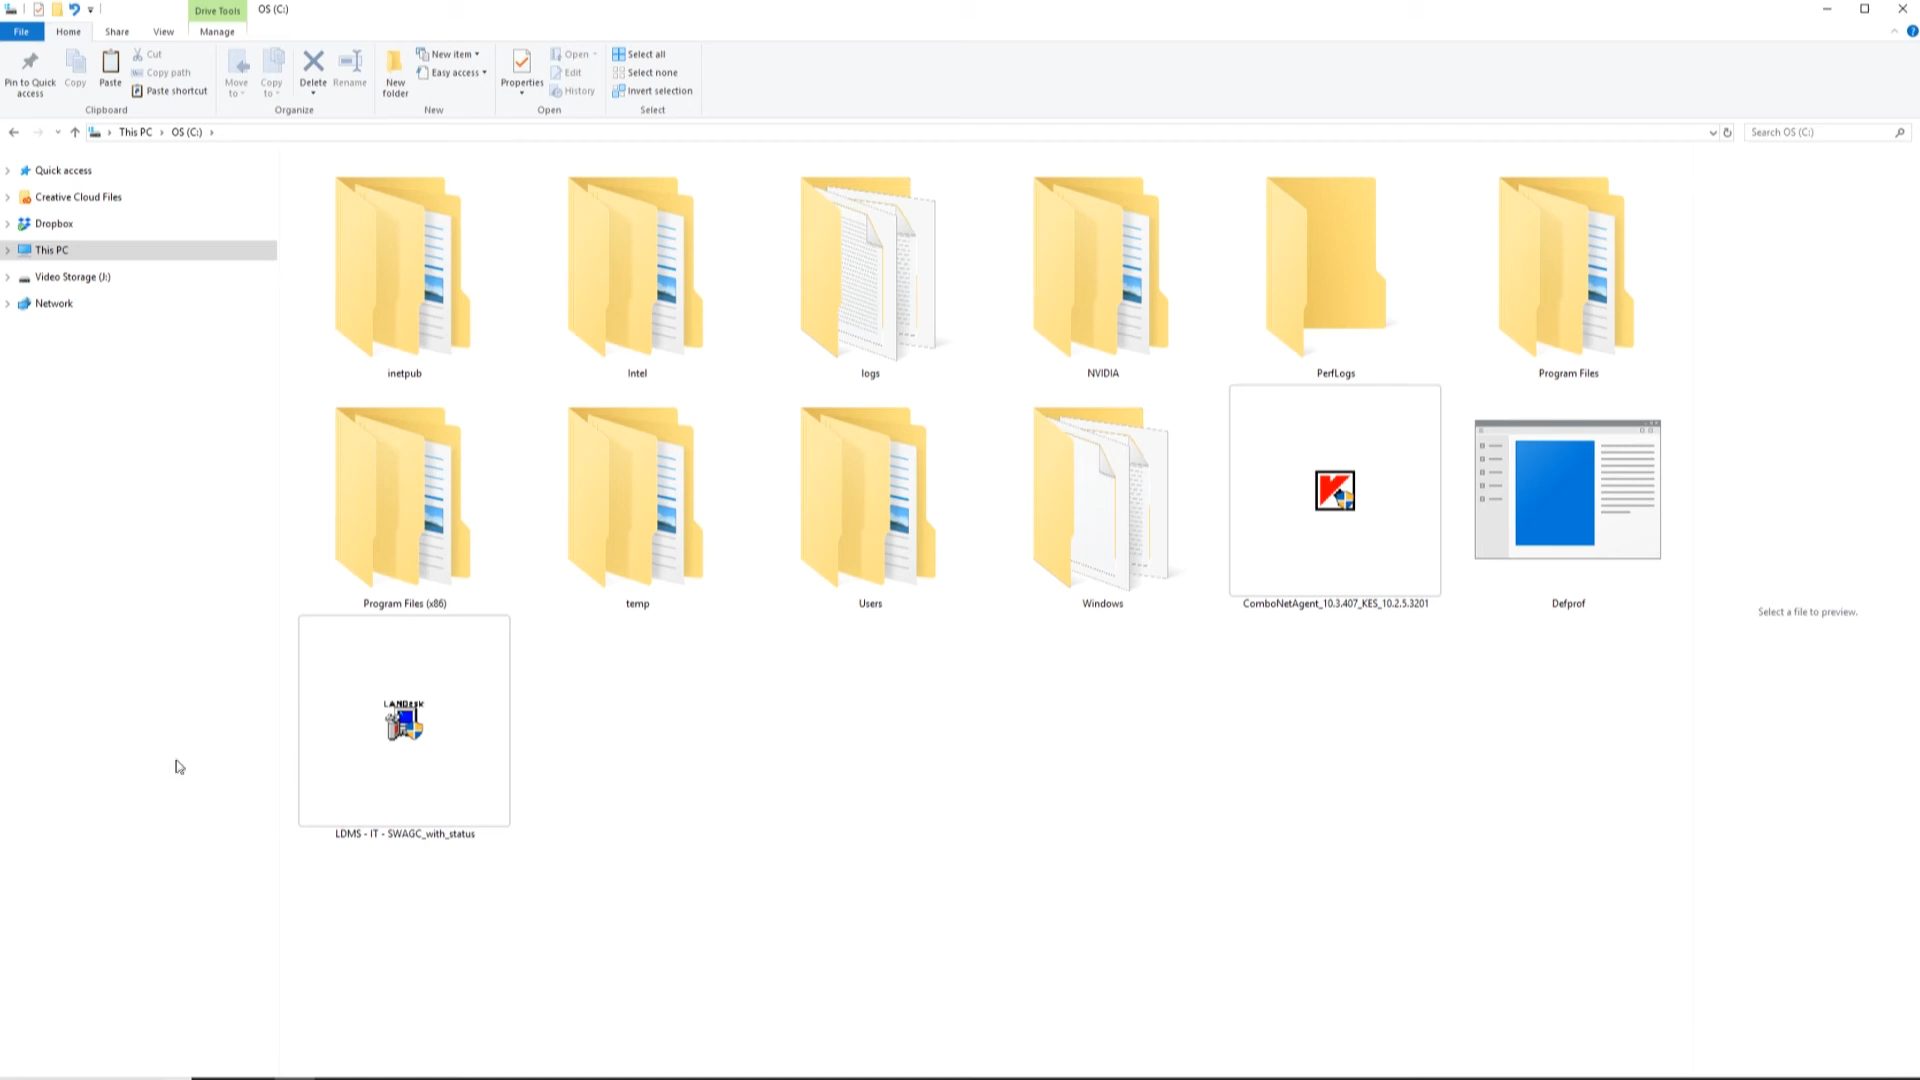 Drive Tools
OS (C:)
File
Home
Share
View
Manage
Pin to Quick access
Copy
Paste
Cut
Copy path
Paste shortcut
Clipboard
Move to
Copy to
Delete
Rename
Organize
New folder
New item
Easy access
New
Properties
Open
Edit
History
Open
Select all
Select none
Invert selection
Select
This PC
OS (C:)
Search OS (C:)
Quick access
Creative Cloud Files
Dropbox
This PC
Video Storage (J:)
Network
inetpub
Intel
logs
NVIDIA
PerfLogs
Program Files
Program Files (x86)
temp
Users
Windows
ComboNetAgent_10.3.407_KES_10.2.5.3201
Defprof
Select a file to preview.
LANDesk
LDMS - IT - SWAGC_with_status